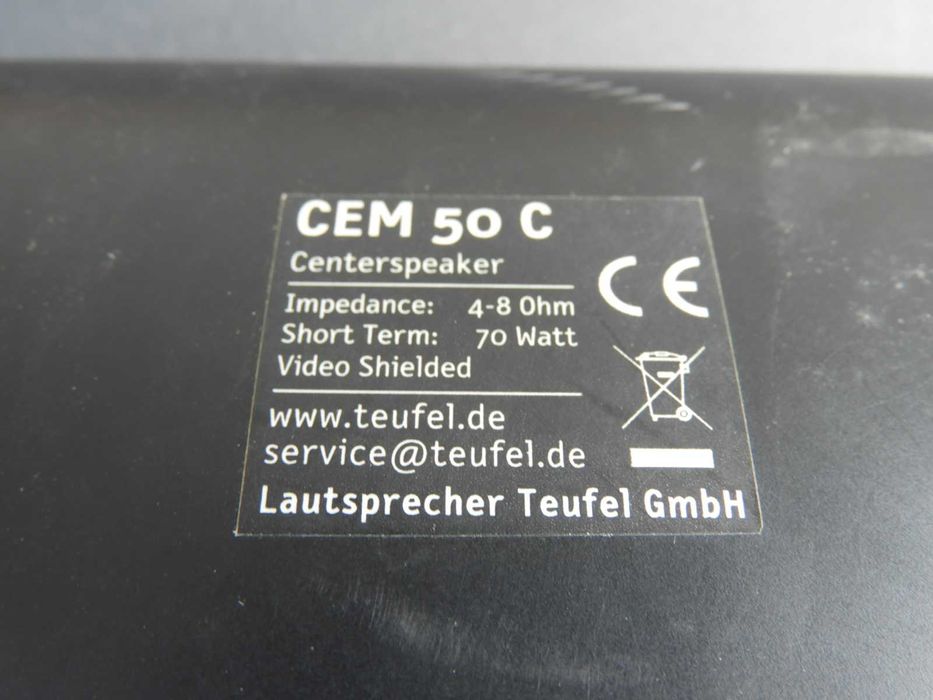 CEM 50 C
Centerspeaker
Impedance: 4-8 Ohm
Short Term: 70 Watt
Video Shielded
CE
www.teufel.de
service@teufel.de
Lautsprecher Teufel GmbH